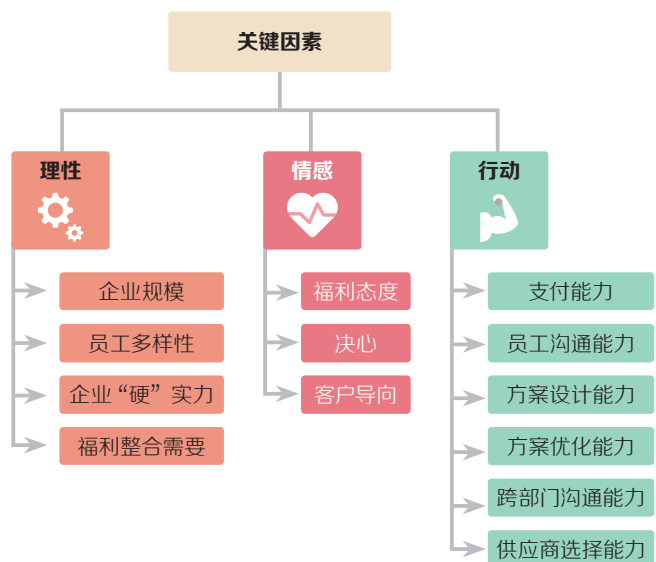 关键因素
理性
企业规模
员工多样性
企业“硬”实力
福利整合需要
情感
福利态度
决心
客户导向
行动
支付能力
员工沟通能力
方案设计能力
方案优化能力
跨部门沟通能力
供应商选择能力